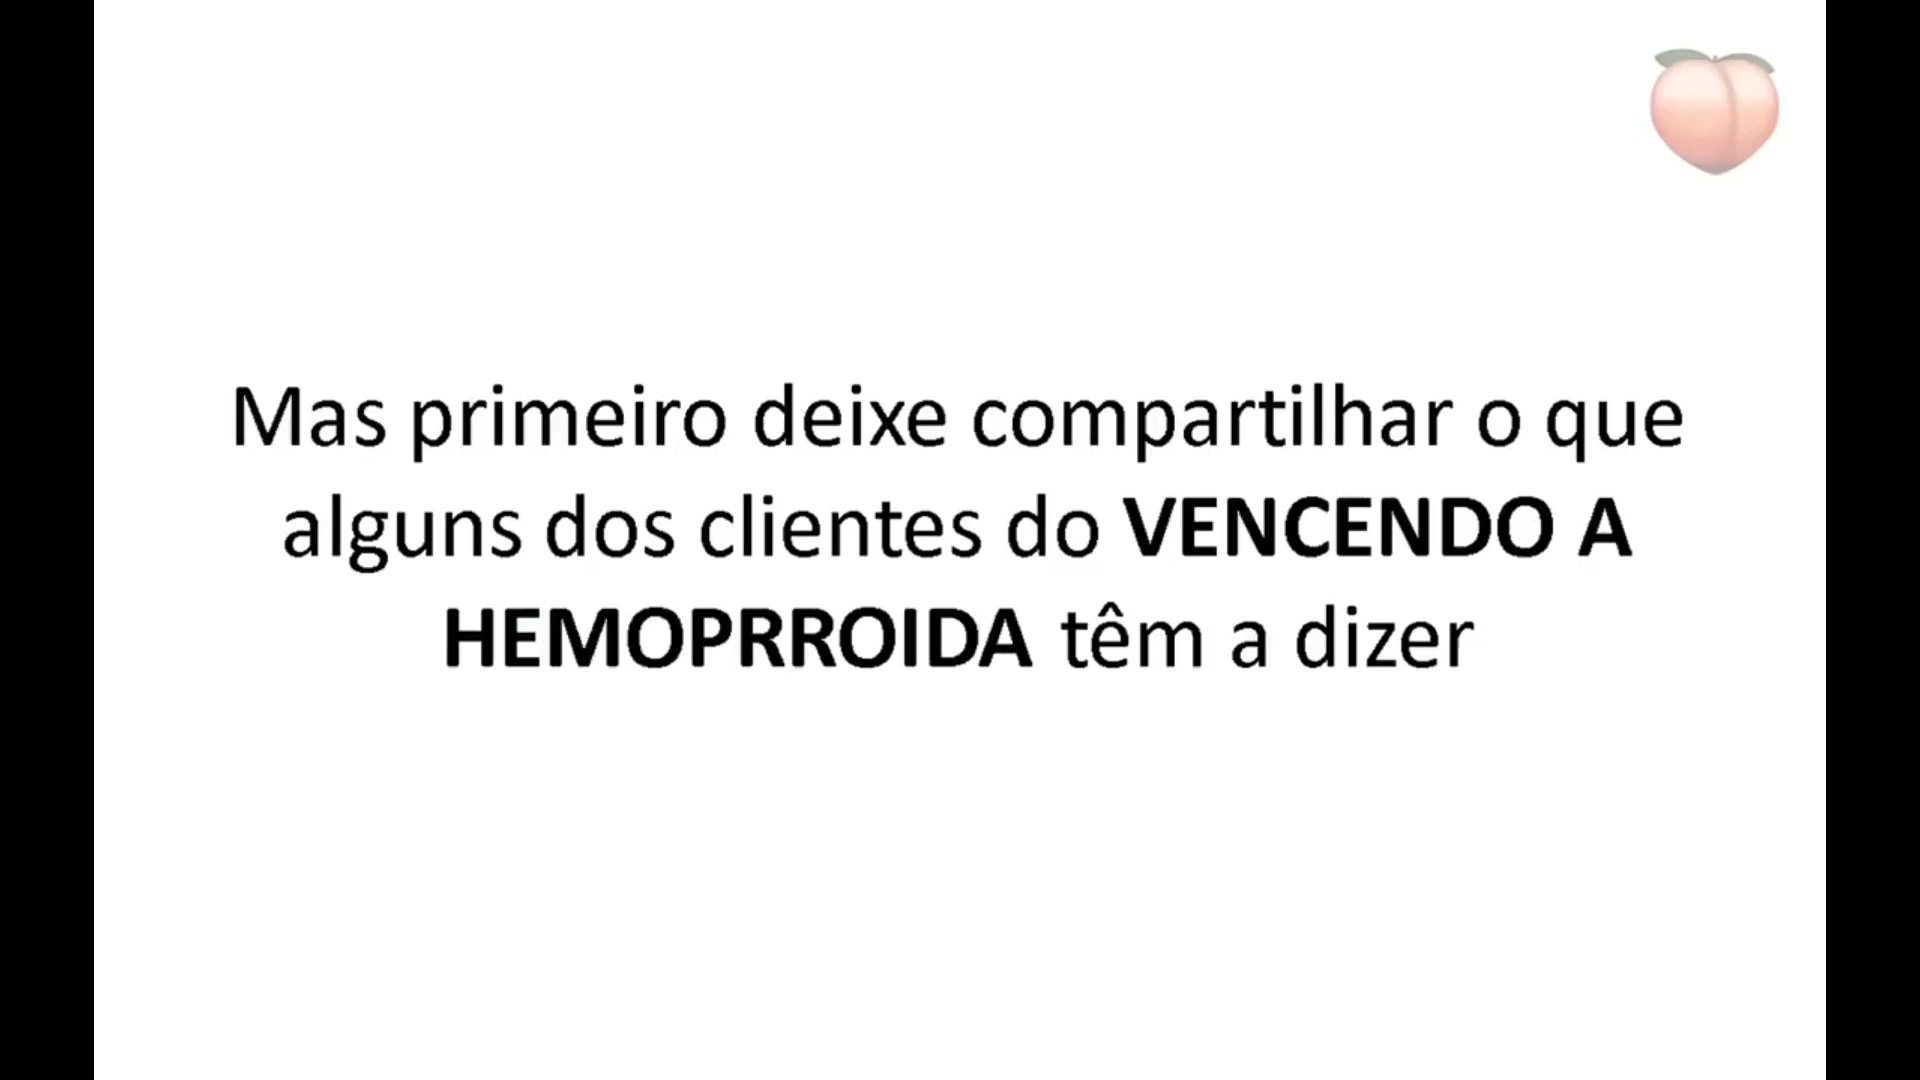 Mas primeiro deixe compartilhar o que
alguns dos clientes do VENCENDO A
HEMOPRROIDA têm a dizer